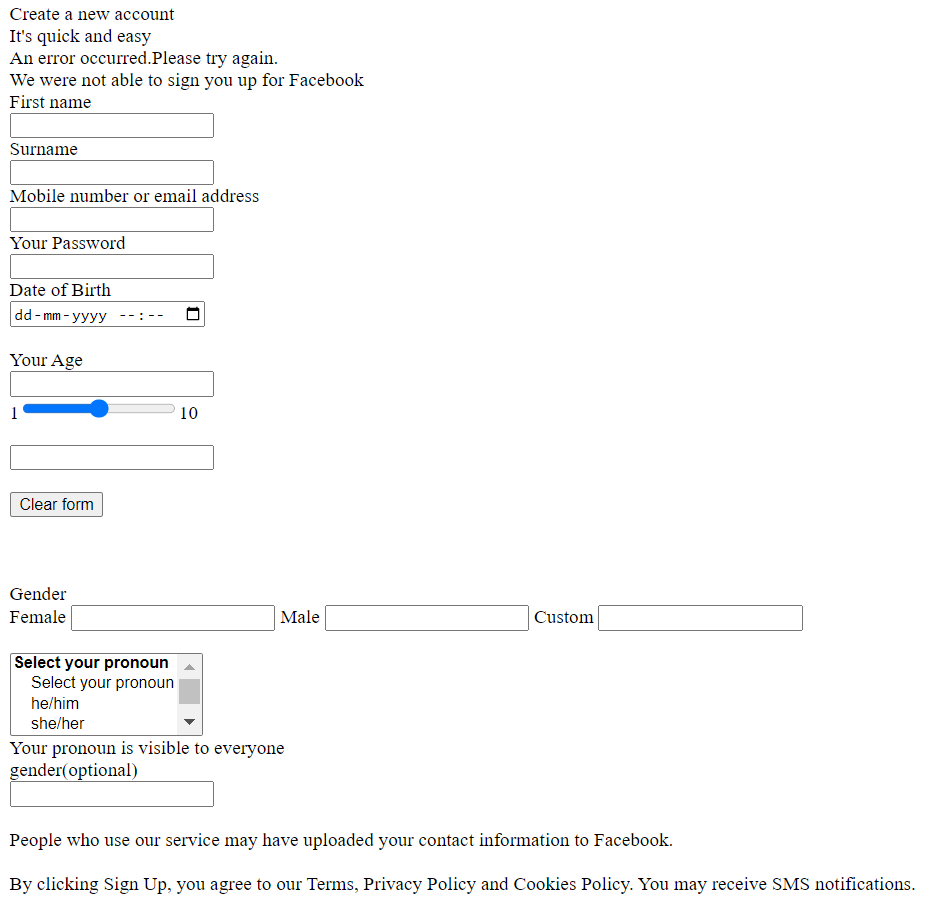 Create a new account
It's quick and easy
An error occurred.Please try again.
We were not able to sign you up for Facebook
First name
Surname
Mobile number or email address
Your Password
Date of Birth
dd-mm-yyyy --:--
Your Age
1 10
Clear form
Gender
Female Male Custom
Select your pronoun
Select your pronoun
he/him
she/her
Your pronoun is visible to everyone
gender(optional)
People who use our service may have uploaded your contact information to Facebook.
By clicking Sign Up, you agree to our Terms, Privacy Policy and Cookies Policy. You may receive SMS notifications.